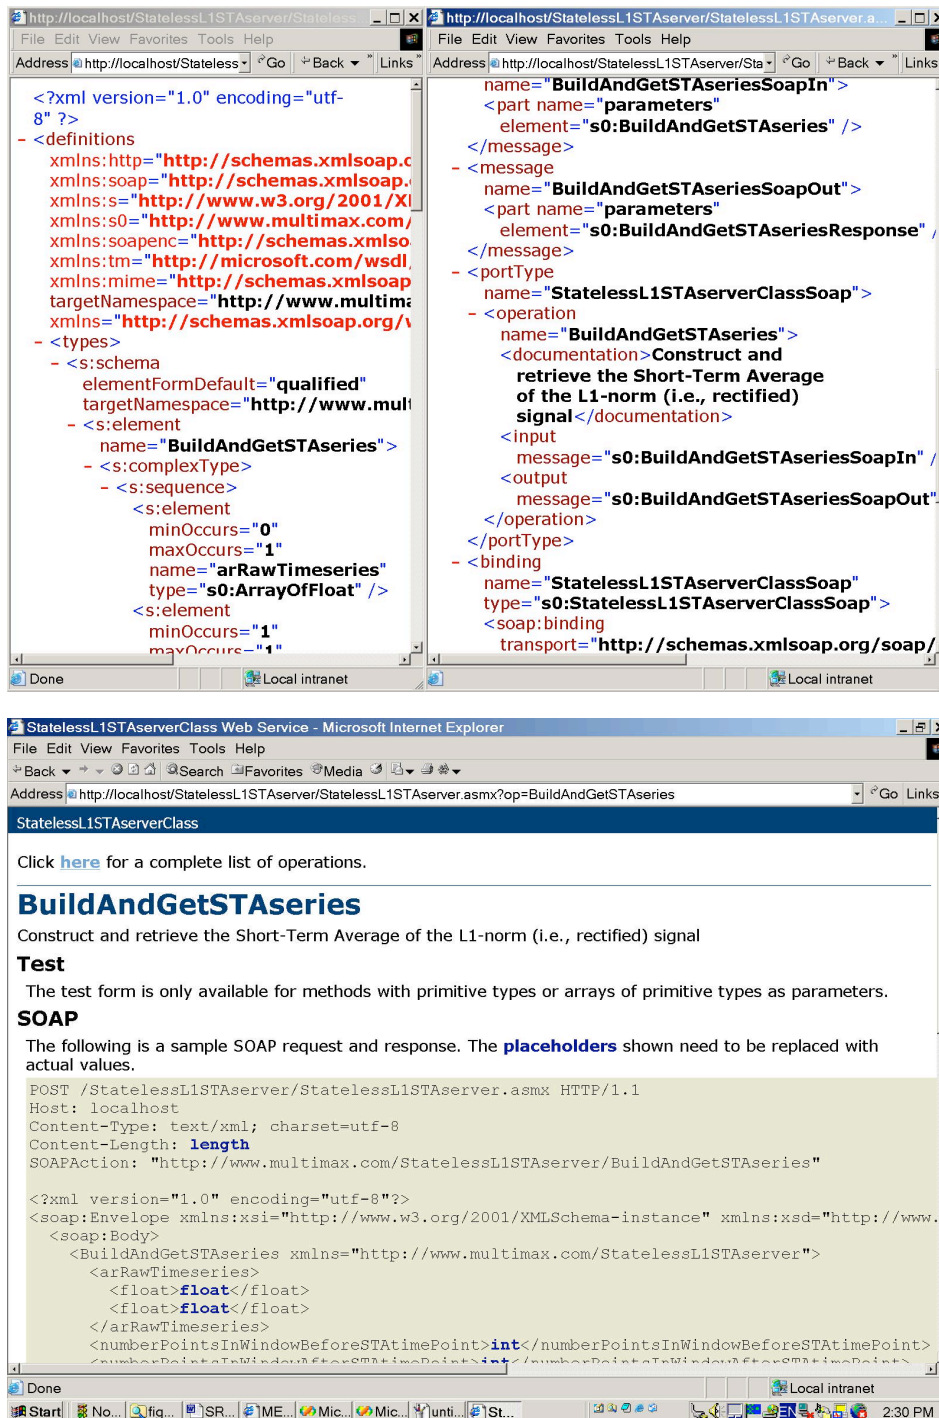 http://localhost/StatelessL1STAserver/Stateless
File Edit View Favorites Tools Help
Address http://localhost/Stateless Go Back Links
<?xml version="1.0" encoding="utf-
8" ?>
- <definitions
xmlns:http="http://schemas.xmlsoap.c
xmlns:soap="http://schemas.xmlsoap.
xmlns:s="http://www.w3.org/2001/X
xmlns:s0="http://www.multimax.com/
xmlns:soapenc="http://schemas.xmlso
xmlns:tm="http://microsoft.com/wsdl/
xmlns:mime="http://schemas.xmlsoap
targetNamespace="http://www.multima
xmlns="http://schemas.xmlsoap.org/w
- <types>
- <s:schema
elementFormDefault="qualified"
targetNamespace="http://www.mult
- <s:element
name="BuildAndGetSTAseries">
- <s:complexType>
- <s:sequence>
<s:element
minOccurs="0"
maxOccurs="1"
name="arRawTimeseries"
type="s0:ArrayOfFloat" />
<s:element
minOccurs="1"
maxOccurs="1"
Done Local intranet
http://localhost/StatelessL1STAserver/StatelessL1STAserver.a...
File Edit View Favorites Tools Help
Address http://localhost/StatelessL1STAserver/Sta Go Back Links
name="BuildAndGetSTAseriesSoapIn">
<part name="parameters"
element="s0:BuildAndGetSTAseries" />
</message>
- <message
name="BuildAndGetSTAseriesSoapOut">
<part name="parameters"
element="s0:BuildAndGetSTAseriesResponse" /
</message>
- <portType
name="StatelessL1STAserverClassSoap">
- <operation
name="BuildAndGetSTAseries">
<documentation>Construct and
retrieve the Short-Term Average
of the L1-norm (i.e., rectified)
signal</documentation>
<input
message="s0:BuildAndGetSTAseriesSoapIn" /
<output
message="s0:BuildAndGetSTAseriesSoapOut"
</operation>
</portType>
- <binding
name="StatelessL1STAserverClassSoap"
type="s0:StatelessL1STAserverClassSoap">
<soap:binding
transport="http://schemas.xmlsoap.org/soap/
Local intranet
StatelessL1STAserverClass Web Service - Microsoft Internet Explorer
File Edit View Favorites Tools Help
Back Search Favorites Media
Address http://localhost/StatelessL1STAserver/StatelessL1STAserver.asmx?op=BuildAndGetSTAseries Go Links
StatelessL1STAserverClass
Click here for a complete list of operations.
BuildAndGetSTAseries
Construct and retrieve the Short-Term Average of the L1-norm (i.e., rectified) signal
Test
The test form is only available for methods with primitive types or arrays of primitive types as parameters.
SOAP
The following is a sample SOAP request and response. The placeholders shown need to be replaced with
actual values.
POST /StatelessL1STAserver/StatelessL1STAserver.asmx HTTP/1.1
Host: localhost
Content-Type: text/xml; charset=utf-8
Content-Length: length
SOAPAction: "http://www.multimax.com/StatelessL1STAserver/BuildAndGetSTAseries"
<?xml version="1.0" encoding="utf-8"?>
<soap:Envelope xmlns:xsi="http://www.w3.org/2001/XMLSchema-instance" xmlns:xsd="http://www.
<soap:Body>
<BuildAndGetSTAseries xmlns="http://www.multimax.com/StatelessL1STAserver">
<arRawTimeseries>
<float>float</float>
<float>float</float>
</arRawTimeseries>
<numberPointsInWindowBeforeSTAtimePoint>int</numberPointsInWindowBeforeSTAtimePoint>
<numberPointsInWindowAfterSTAtimePoint>int</numberPointsInWindowAfterSTAtimePoint>
Done Local intranet
Start No... fig... SR... ME... Mic... Mic... unti... St... EN 2:30 PM